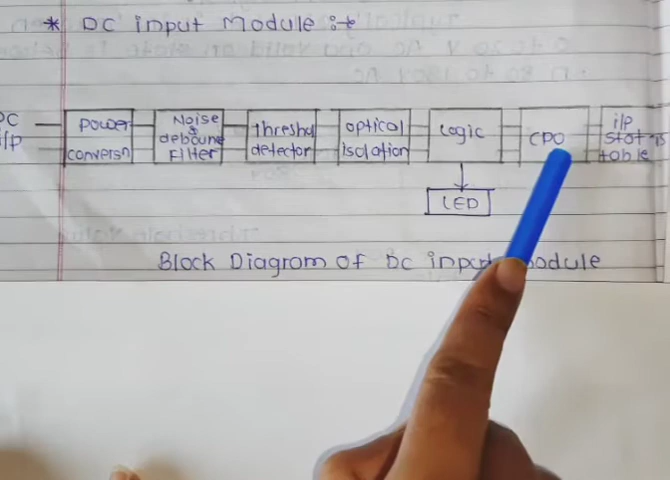 * DC input Module :-
DC
i/p
power
conversn
Noise
&
debounce
Filter
Threshd
detector
optical
isolation
Logic
CPU
i/p
status
table
LED
Block Diagram of Dc input module